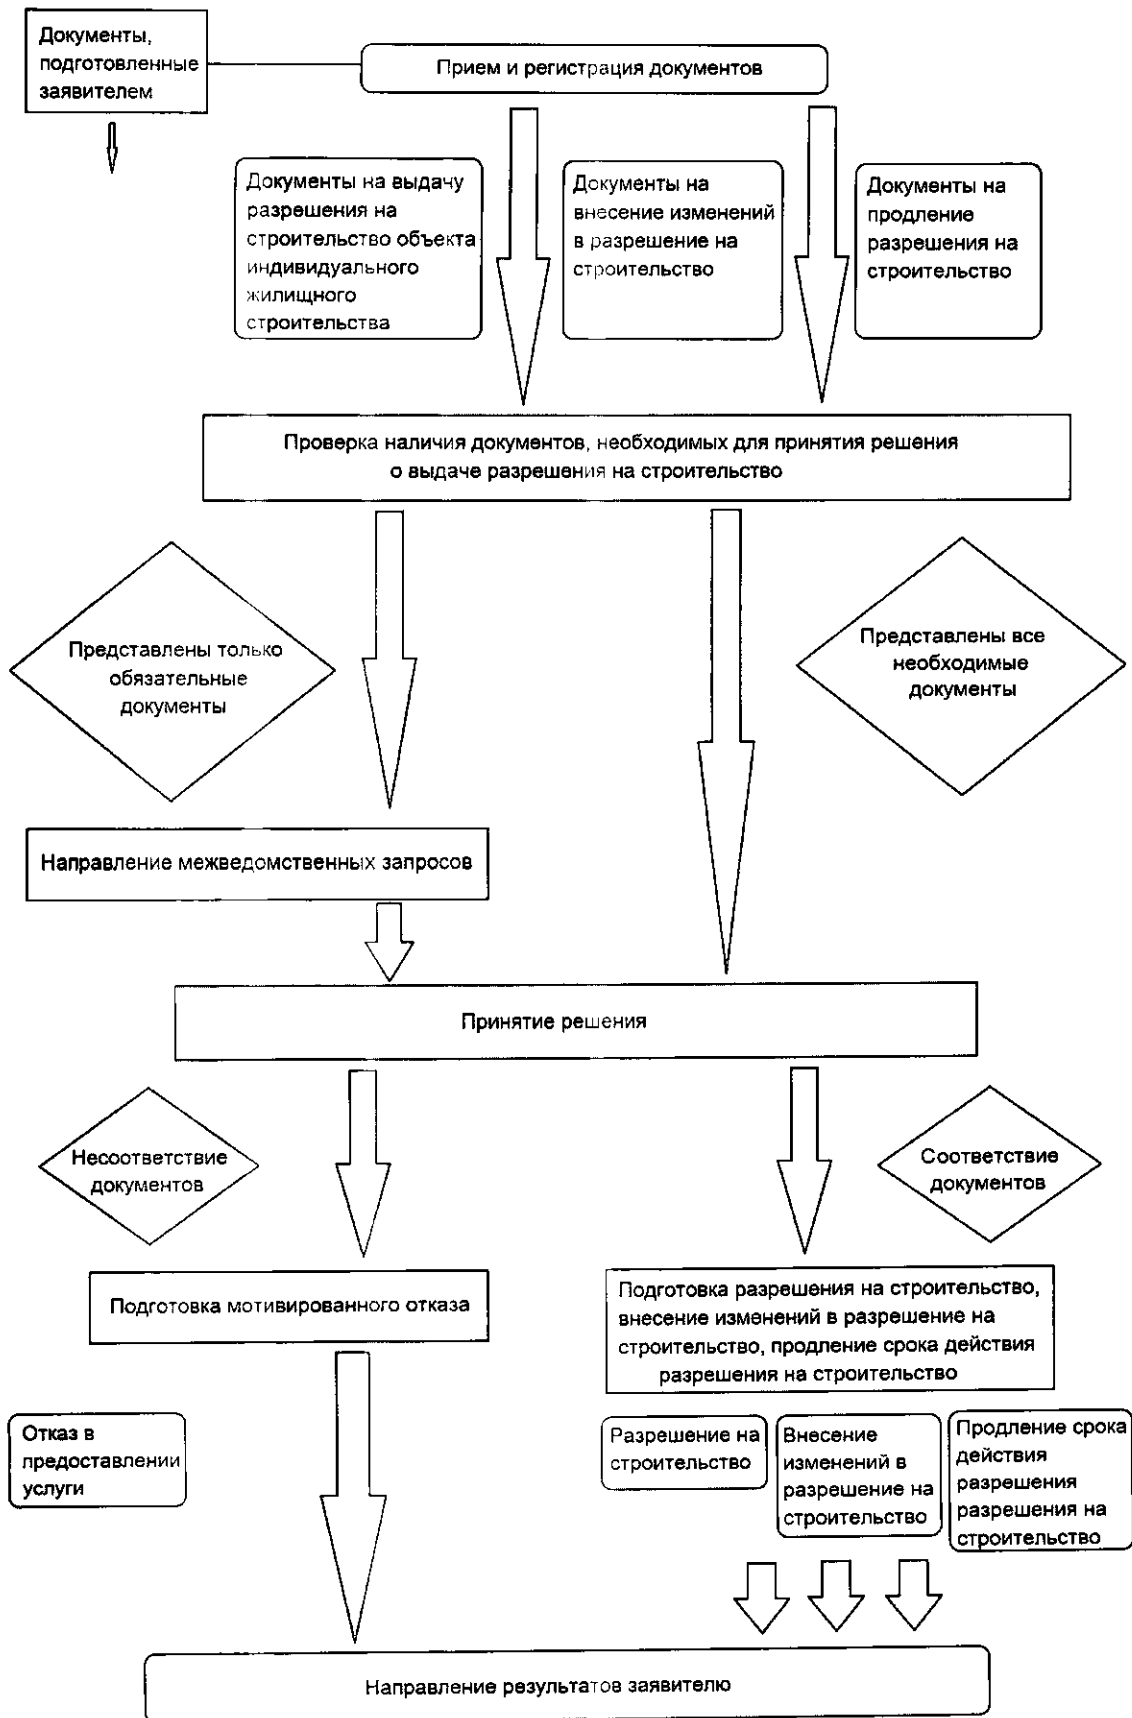 Документы,
подготовленные
заявителем
Прием и регистрация документов
Документы на выдачу
разрешения на
строительство объекта
индивидуального
жилищного
строительства
Документы на
внесение изменений
в разрешение на
строительство
Документы на
продление
разрешения на
строительство
Проверка наличия документов, необходимых для принятия решения
о выдаче разрешения на строительство
Представлены только
обязательные
документы
Представлены все
необходимые
документы
Направление межведомственных запросов
Принятие решения
Несоответствие
документов
Соответствие
документов
Подготовка мотивированного отказа
Подготовка разрешения на строительство,
внесение изменений в разрешение на
строительство, продление срока действия
разрешения на строительство
Отказ в
предоставлении
услуги
Разрешение на
строительство
Внесение
изменений в
разрешение на
строительство
Продление срока
действия
разрешения
разрешения на
строительство
Направление результатов заявителю